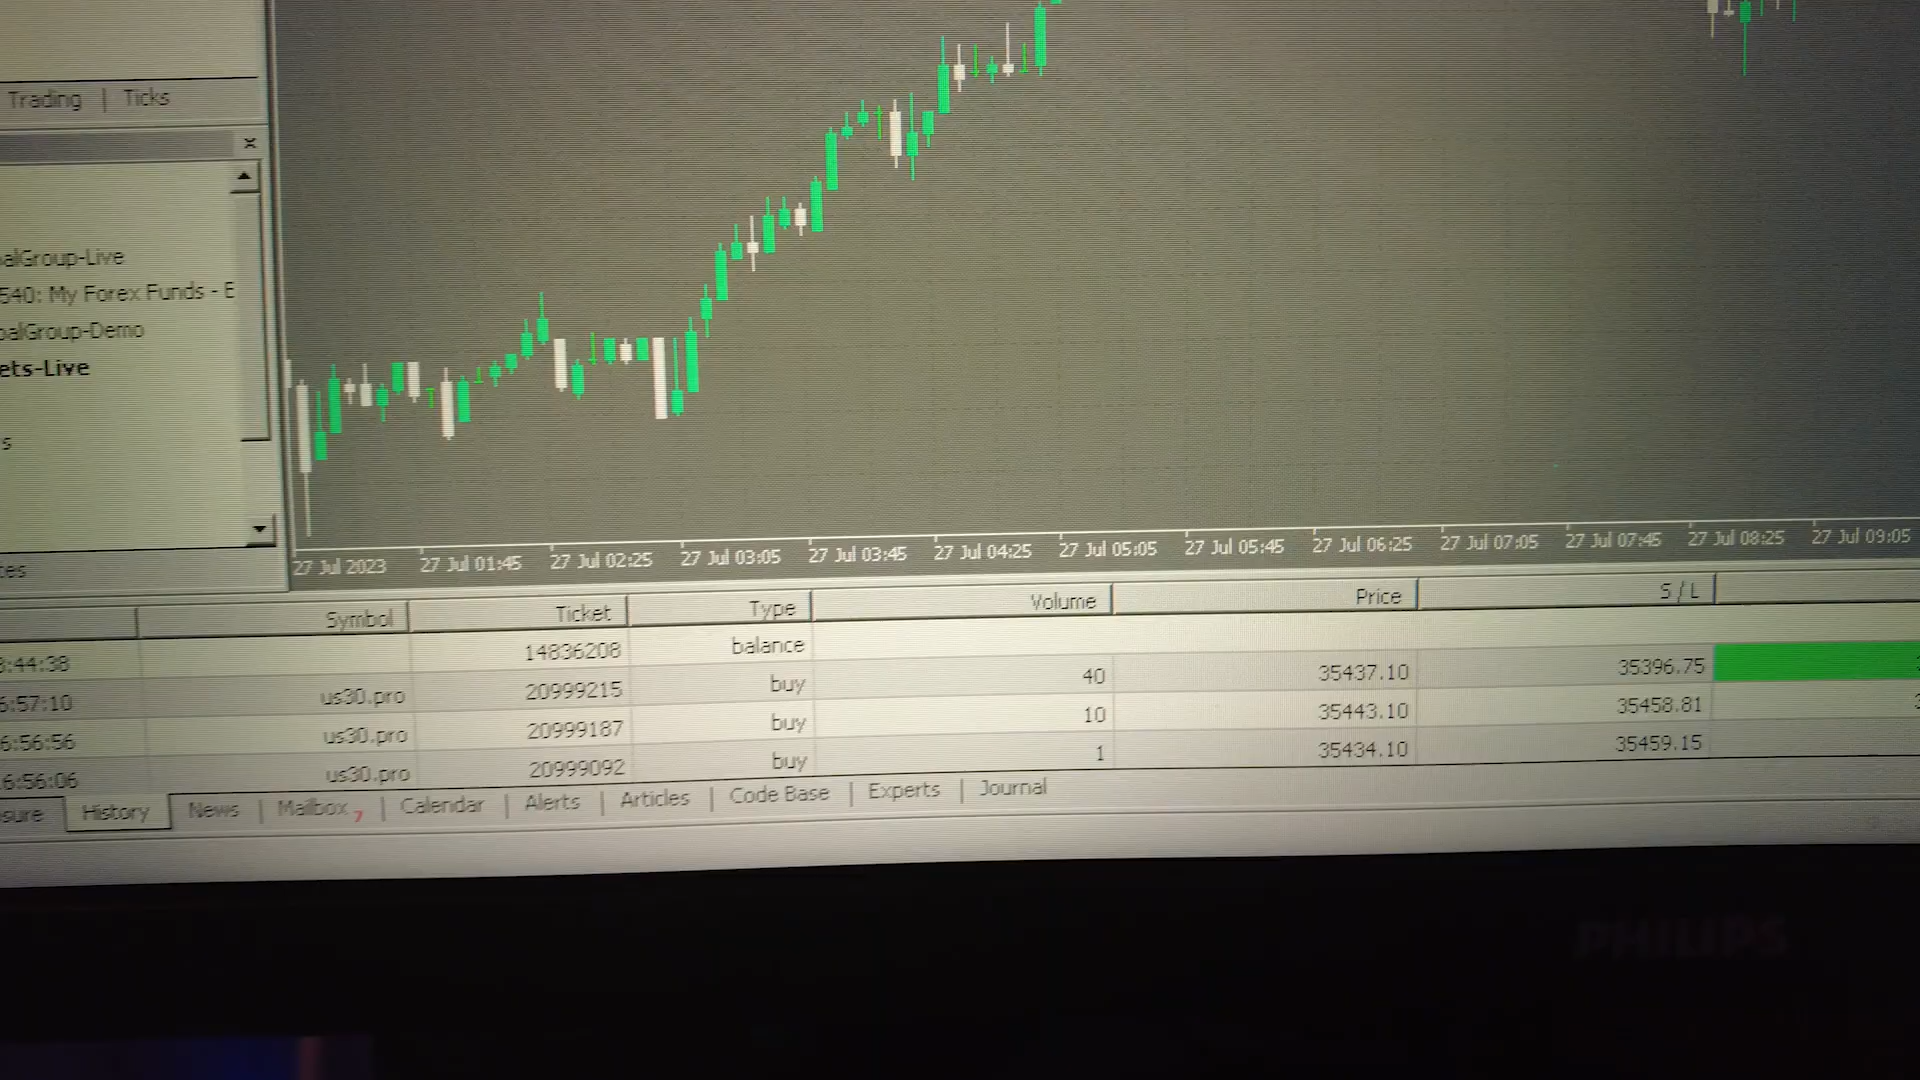 Trading | Ticks
alGroup-Live
540: My Forex Funds - E
alGroup-Demo
ets-Live
s
27 Jul 2023 27 Jul 01:45 27 Jul 02:25 27 Jul 03:05 27 Jul 03:45 27 Jul 04:25 27 Jul 05:05 27 Jul 05:45 27 Jul 06:25 27 Jul 07:05 27 Jul 07:45 27 Jul 08:25 27 Jul 09:05
Symbol Ticket Type Volume Price S / L
:44:38 14836208 balance
6:57:10 us30.pro 20999215 buy 40 35437.10 35396.75
6:56:56 us30.pro 20999187 buy 10 35443.10 35458.81
6:56:06 us30.pro 20999092 buy 1 35434.10 35459.15
sure History News | Mailbox 7 | Calendar | Alerts | Articles | Code Base | Experts | Journal
PHILIPS